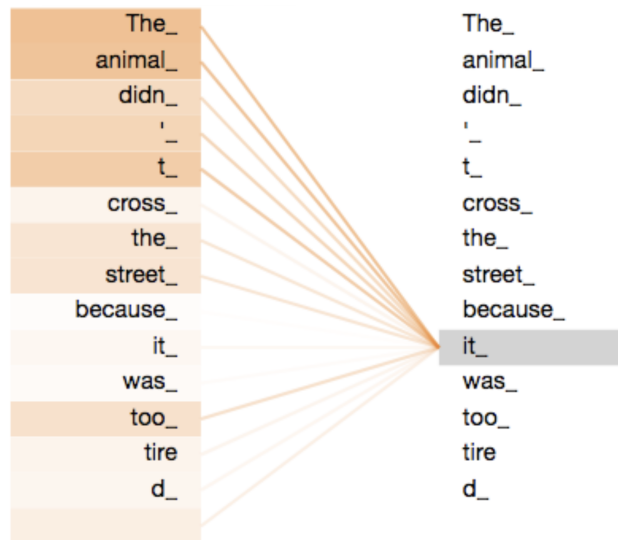 The_ The_
animal_ animal_
didn_ didn_
'_ '_
t_ t_
cross_ cross_
the_ the_
street_ street_
because_ because_
it_ it_
was_ was_
too_ too_
tire tire
d_ d_